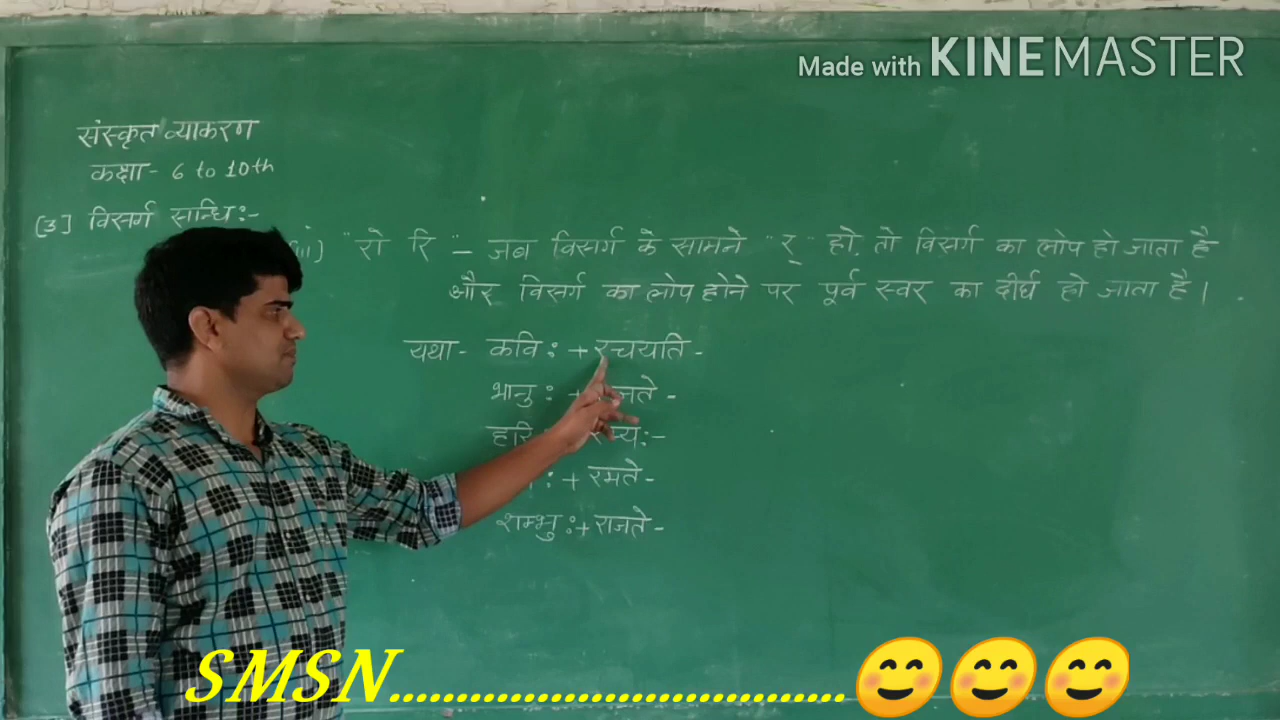 Made with KINEMASTER
संस्कृत व्याकरण
कक्षा - 6 to 10th
[3] विसर्ग सन्धि:-
"रो रि" - जब विसर्ग के सामने "र्" हो, तो विसर्ग का लोप हो जाता है
और विसर्ग का लोप होने पर पूर्व स्वर का दीर्घ हो जाता है।
यथा - कविः + रचयति -
भानुः +
हरि
ः + रमते -
शम्भुः + राजते -
SMSN.................................😊😊😊